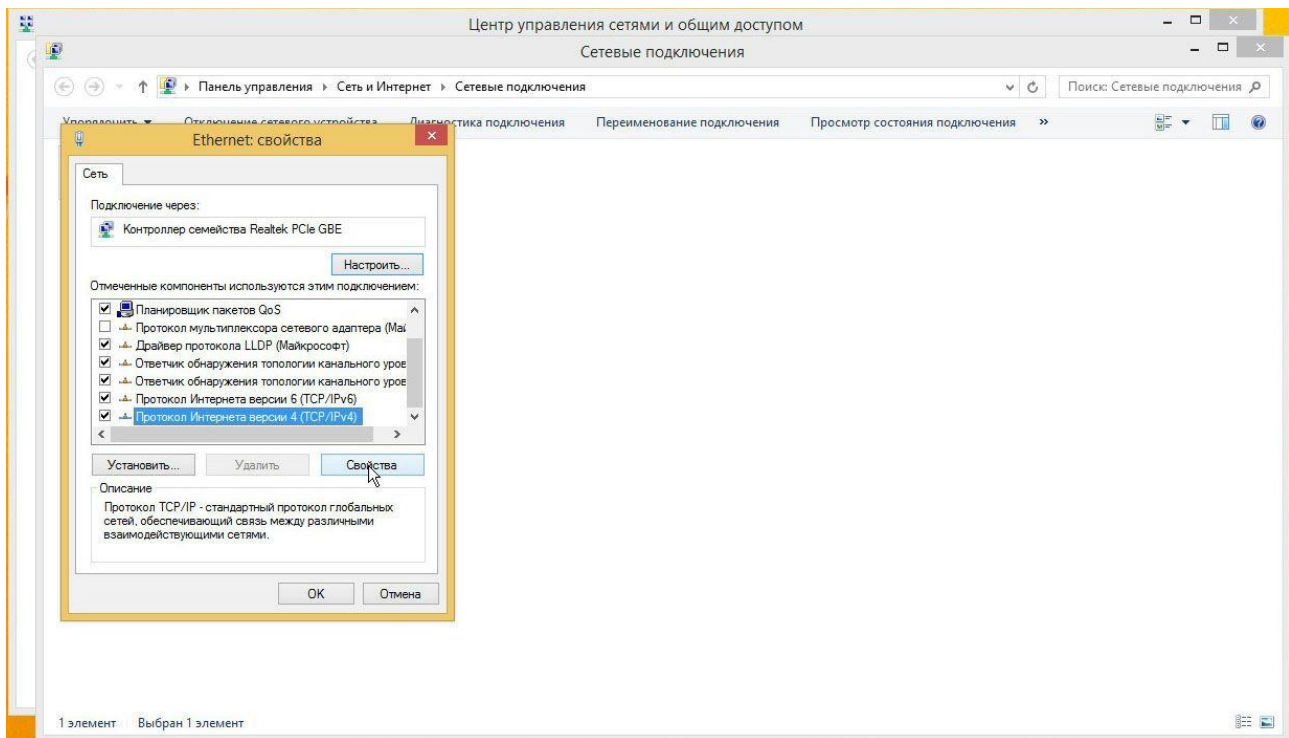 Центр управления сетями и общим доступом
Сетевые подключения
Панель управления Сеть и Интернет Сетевые подключения
Поиск: Сетевые подключения
Упорядочить Отключение сетевого устройства Диагностика подключения Переименование подключения Просмотр состояния подключения »
Ethernet: свойства
Сеть
Подключение через:
Контроллер семейства Realtek PCIe GBE
Настроить...
Отмеченные компоненты используются этим подключением:
Планировщик пакетов QoS
Протокол мультиплексора сетевого адаптера (Май
Драйвер протокола LLDP (Майкрософт)
Ответчик обнаружения топологии канального уров
Ответчик обнаружения топологии канального уров
Протокол Интернета версии 6 (TCP/IPv6)
Протокол Интернета версии 4 (TCP/IPv4)
Установить... Удалить Свойства
Описание
Протокол TCP/IP - стандартный протокол глобальных
сетей, обеспечивающий связь между различными
взаимодействующими сетями.
OK Отмена
1 элемент Выбран 1 элемент